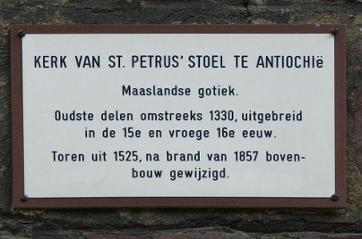 KERK VAN ST. PETRUS' STOEL TE ANTIOCHIë
Maaslandse gotiek.
Oudste delen omstreeks 1330, uitgebreid
in de 15e en vroege 16e eeuw.
Toren uit 1525, na brand van 1857 boven-
bouw gewijzigd.